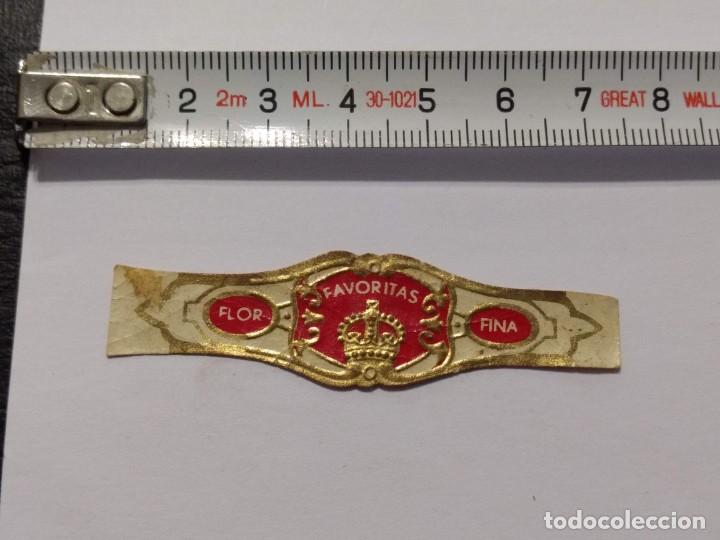 2 2m 3 ML. 4 30-1021 5 6 7 GREAT 8 WALL
FAVORITAS
FLOR
FINA
todocoleccion